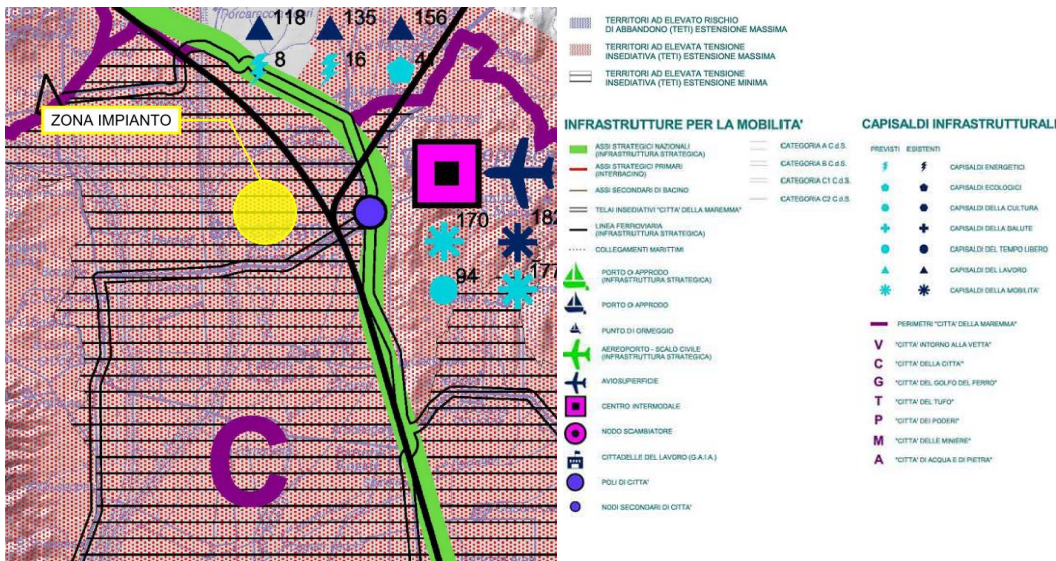 118
135
156
8
16
41
ZONA IMPIANTO
170
182
94
177
C
TERRITORI AD ELEVATO RISCHIO
DI ABBANDONO (TETI) ESTENSIONE MASSIMA
TERRITORI AD ELEVATA TENSIONE
INSEDIATIVA (TETI) ESTENSIONE MASSIMA
TERRITORI AD ELEVATA TENSIONE
INSEDIATIVA (TETI) ESTENSIONE MINIMA
INFRASTRUTTURE PER LA MOBILITA'
ASSI STRATEGICI NAZIONALI
(INFRASTRUTTURA STRATEGICA)
ASSI STRATEGICI PRIMARI
(INTERBACINO)
ASSI SECONDARI DI BACINO
TELAI INSEDIATIVI "CITTA' DELLA MAREMMA"
LINEA FERROVIARIA
(INFRASTRUTTURA STRATEGICA)
COLLEGAMENTI MARITTIMI
PORTO DI APPRODO
(INFRASTRUTTURA STRATEGICA)
PORTO DI APPRODO
PUNTO DI ORMEGGIO
AEREOPORTO - SCALO CIVILE
(INFRASTRUTTURA STRATEGICA)
AVIOSUPERFICIE
CENTRO INTERMODALE
NODO SCAMBIATORE
CITTADELLE DEL LAVORO (G.A.I.A.)
POLI DI CITTA'
NODI SECONDARI DI CITTA'
CATEGORIA A C.d.S.
CATEGORIA B C.d.S.
CATEGORIA C1 C.d.S.
CATEGORIA C2 C.d.S.
CAPISALDI INFRASTRUTTURALI
PREVISTI ESISTENTI
CAPISALDI ENERGETICI
CAPISALDI ECOLOGICI
CAPISALDI DELLA CULTURA
CAPISALDI DELLA SALUTE
CAPISALDI DEL TEMPO LIBERO
CAPISALDI DEL LAVORO
CAPISALDI DELLA MOBILITA'
PERIMETRI "CITTA' DELLA MAREMMA"
V "CITTA' INTORNO ALLA VETTA"
C "CITTA' DELLA CITTA'"
G "CITTA' DEL GOLFO DEL FERRO"
T "CITTA' DEL TUFO"
P "CITTA' DEI PODERI"
M "CITTA' DELLE MINIERE"
A "CITTA' DI ACQUA E DI PIETRA"